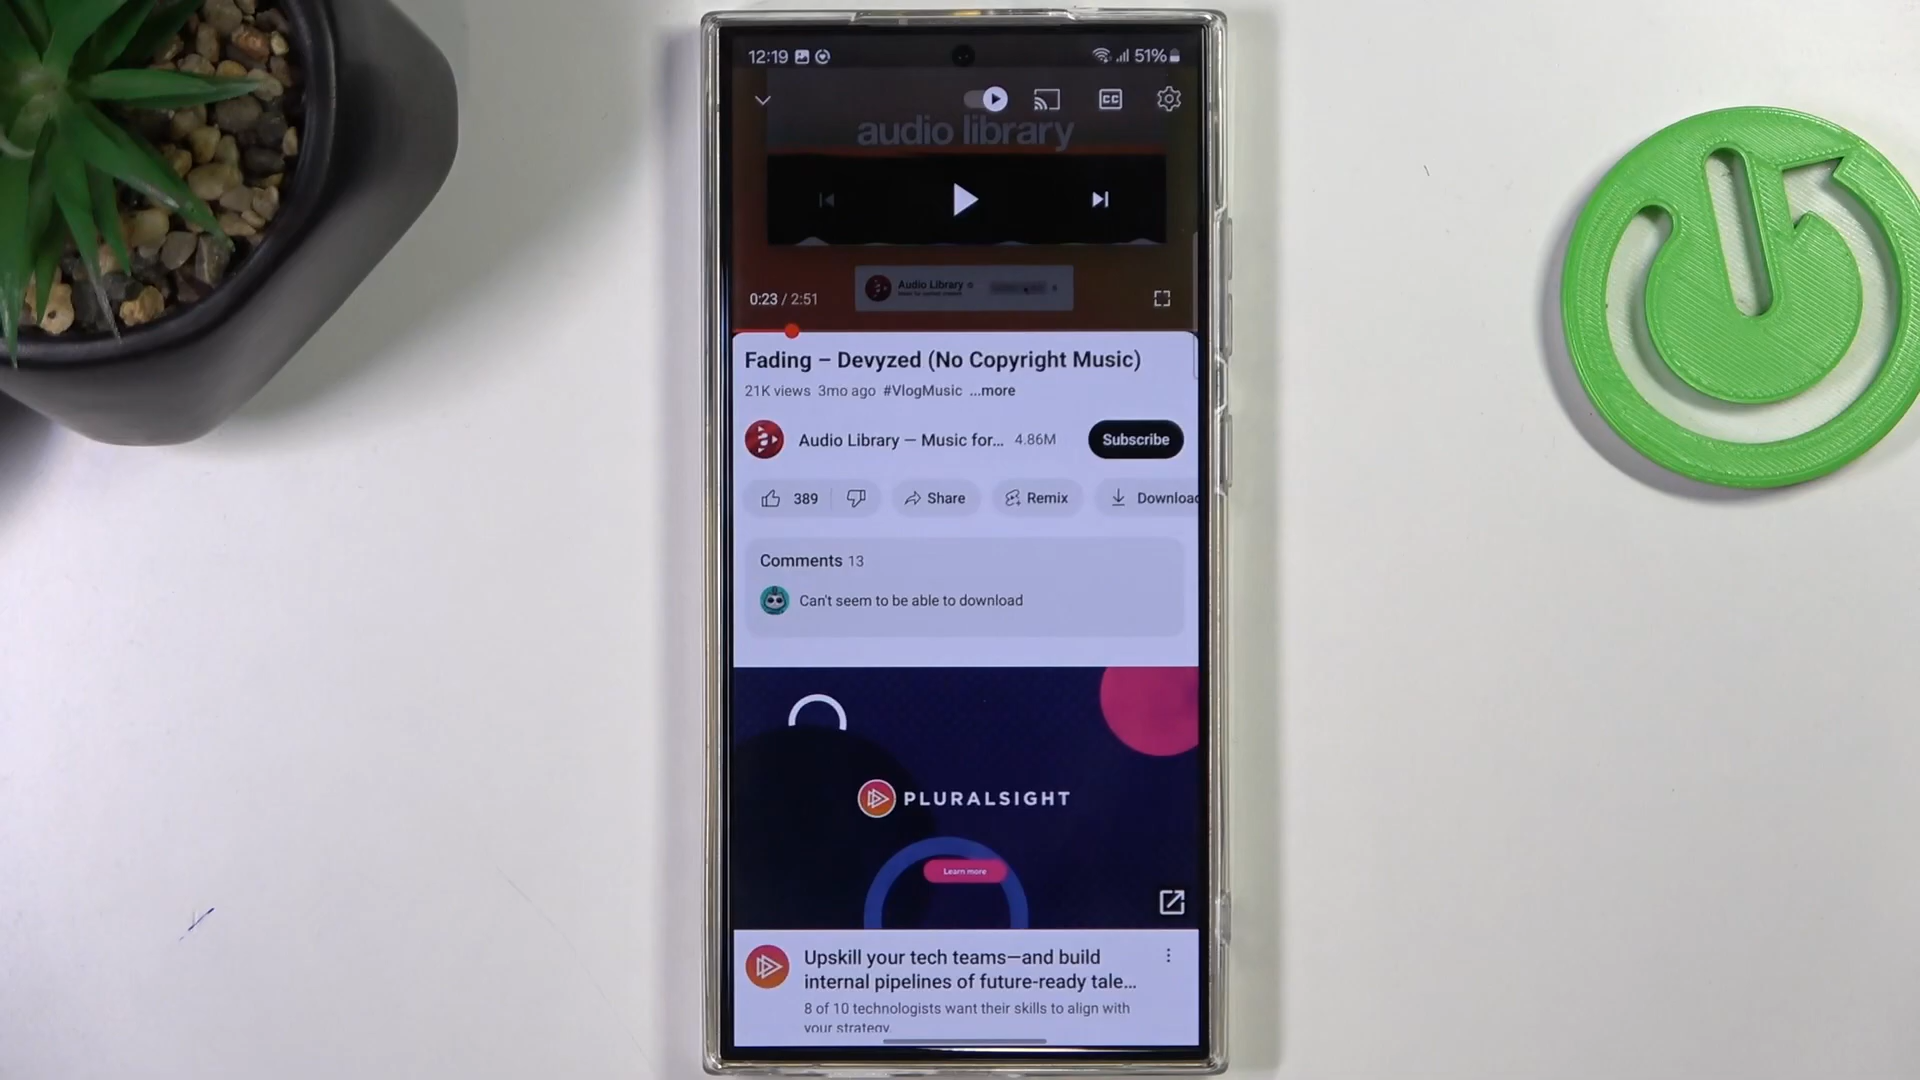 12:19
51%
audio library
CC
Audio Library
0:23 / 2:51
Fading – Devyzed (No Copyright Music)
21K views 3mo ago #VlogMusic ...more
Audio Library — Music for... 4.86M
Subscribe
389
Share
Remix
Downloac
Comments 13
Can't seem to be able to download
PLURALSIGHT
Learn more
Upskill your tech teams—and build
internal pipelines of future-ready tale...
8 of 10 technologists want their skills to align with
your strategy.